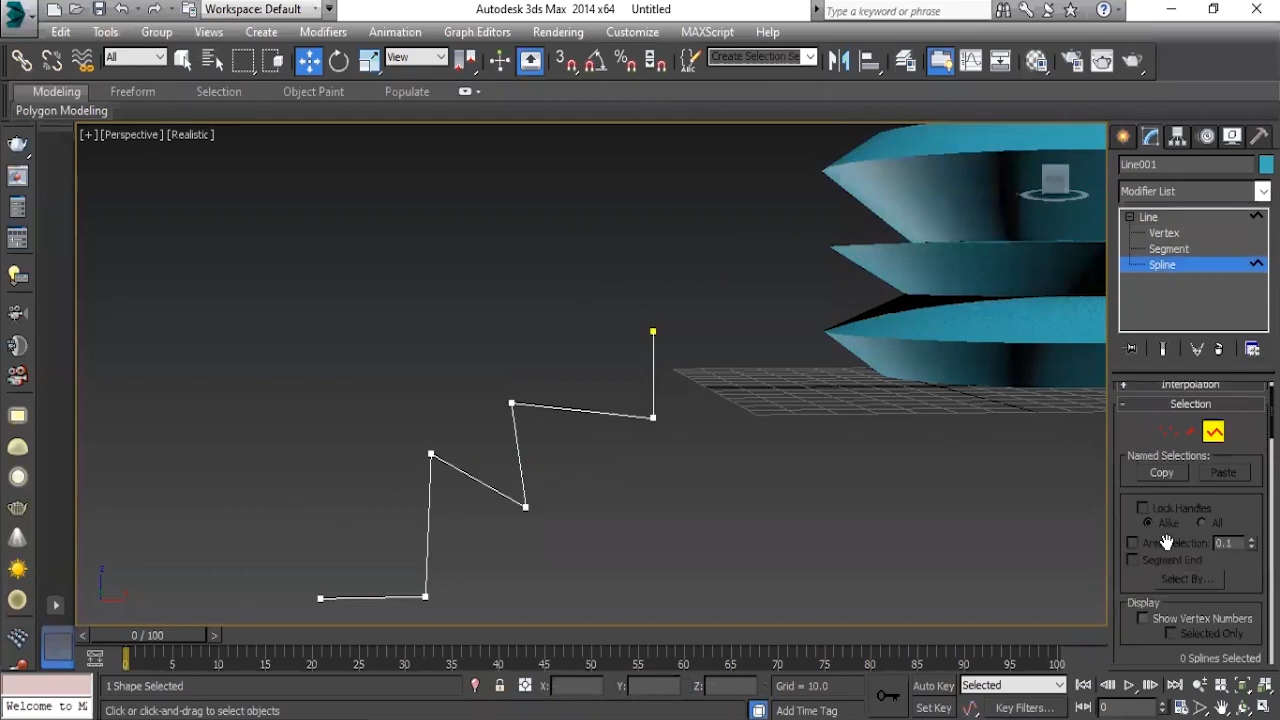 Workspace: Default
Autodesk 3ds Max 2014 x64
Untitled
Type a keyword or phrase
Edit
Tools
Group
Views
Create
Modifiers
Animation
Graph Editors
Rendering
Customize
MAXScript
Help
All
View
Create Selection Se
Modeling
Freeform
Selection
Object Paint
Populate
Polygon Modeling
[+] [Perspective] [Realistic]
Line001
Modifier List
Line
Vertex
Segment
Spline
Interpolation
Selection
Named Selections:
Copy
Paste
Lock Handles
Alike
All
Area Selection:
0.1
Segment End
Select By...
Display
Show Vertex Numbers
Selected Only
0 Splines Selected
z
0 / 100
0 5 10 15 20 25 30 35 40 45 50 55 60 65 70 75 80 85 90 95 100
Welcome to M
1 Shape Selected
X:
Y:
Z:
Grid = 10.0
Auto Key
Selected
Click or click-and-drag to select objects
Add Time Tag
Set Key
Key Filters...
0